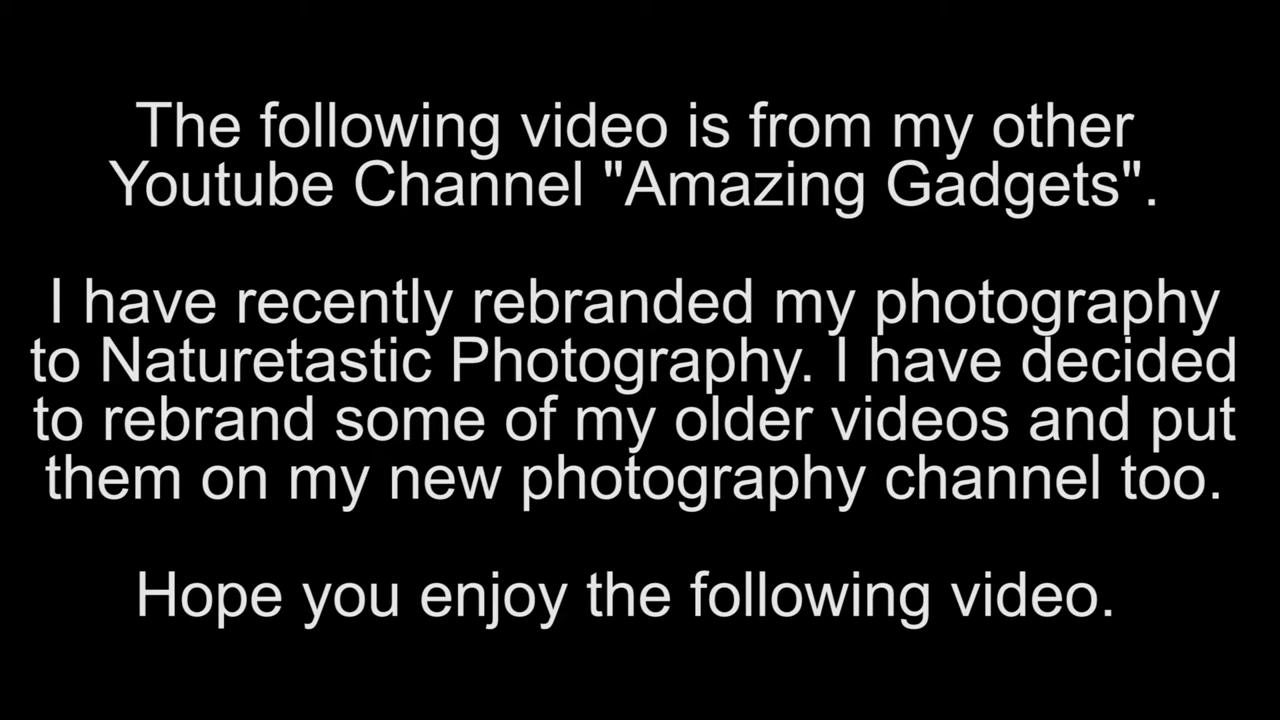 The following video is from my other
Youtube Channel "Amazing Gadgets".
I have recently rebranded my photography
to Naturetastic Photography. I have decided
to rebrand some of my older videos and put
them on my new photography channel too.
Hope you enjoy the following video.